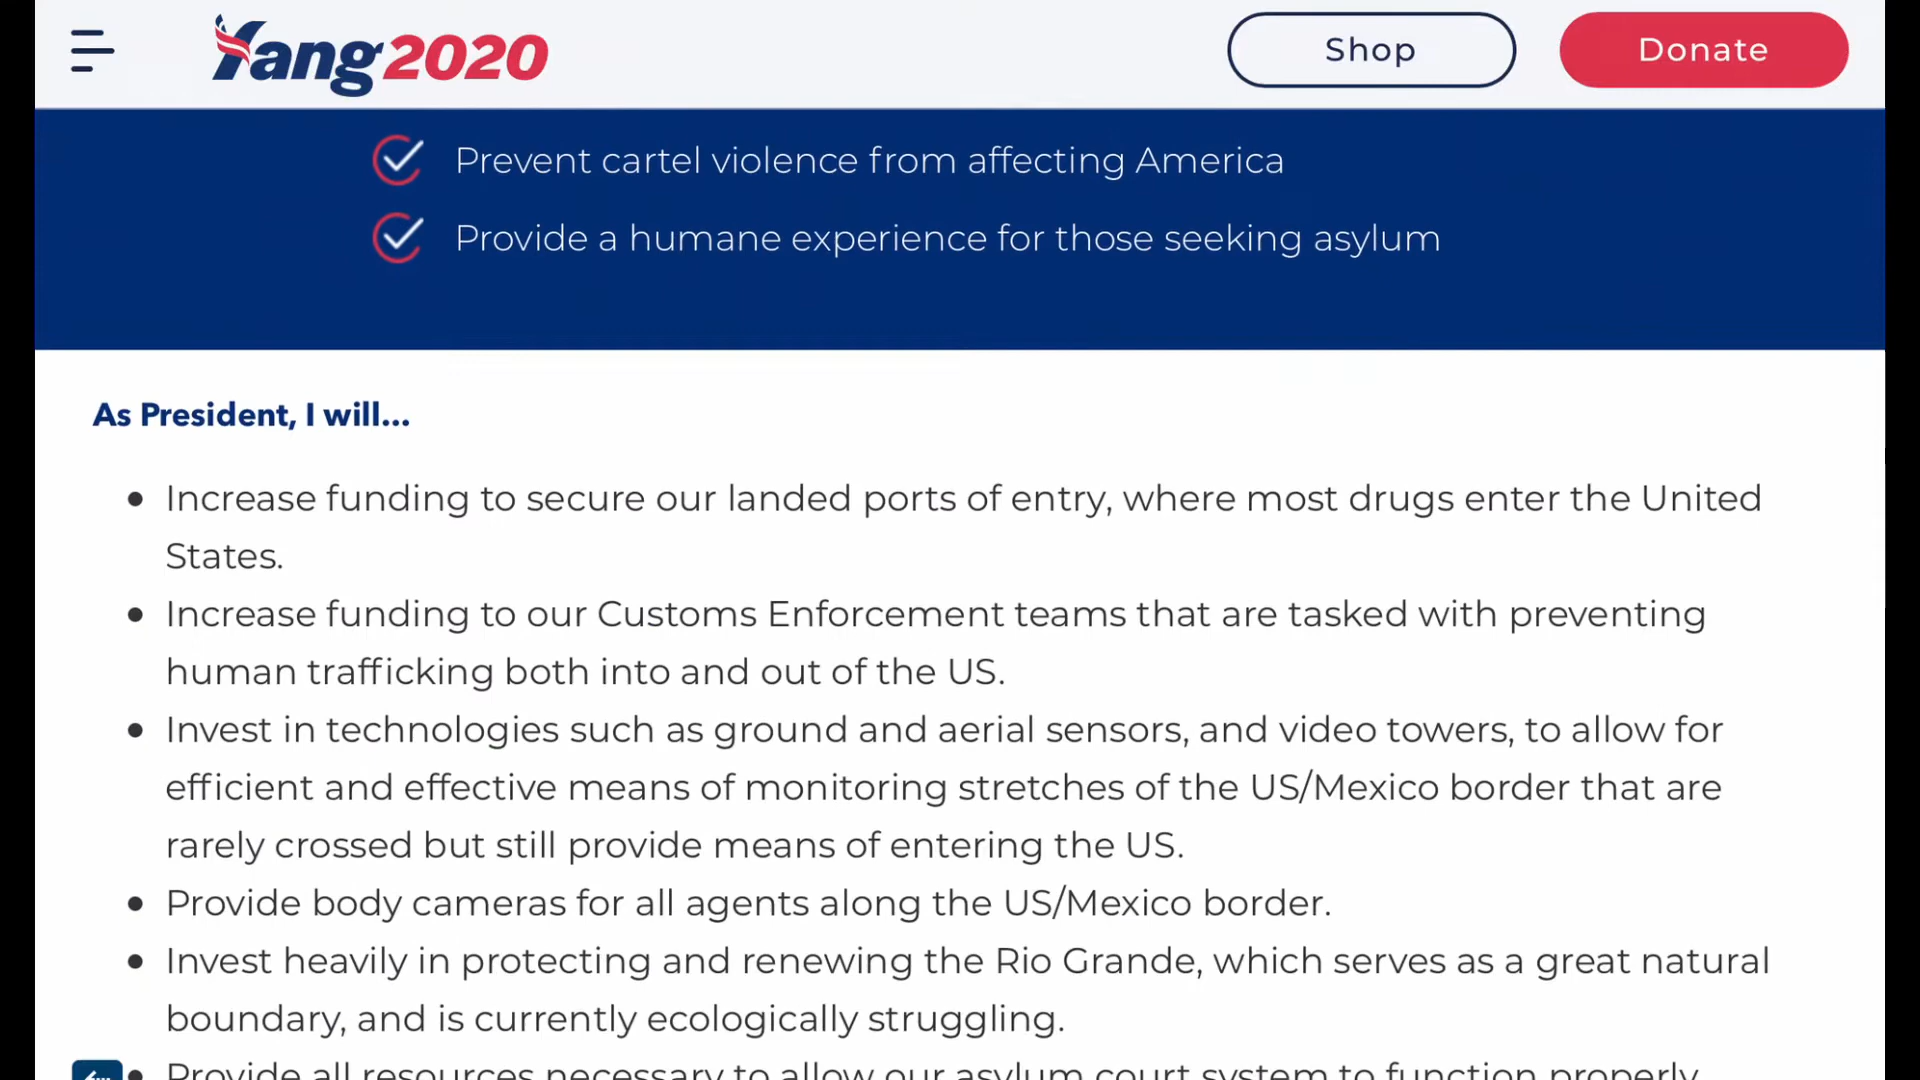 Yang2020
Shop
Donate
Prevent cartel violence from affecting America
Provide a humane experience for those seeking asylum
As President, I will...
• Increase funding to secure our landed ports of entry, where most drugs enter the United
States.
• Increase funding to our Customs Enforcement teams that are tasked with preventing
human trafficking both into and out of the US.
• Invest in technologies such as ground and aerial sensors, and video towers, to allow for
efficient and effective means of monitoring stretches of the US/Mexico border that are
rarely crossed but still provide means of entering the US.
• Provide body cameras for all agents along the US/Mexico border.
• Invest heavily in protecting and renewing the Rio Grande, which serves as a great natural
boundary, and is currently ecologically struggling.
• Provide all resources necessary to allow our asylum court system to function properly